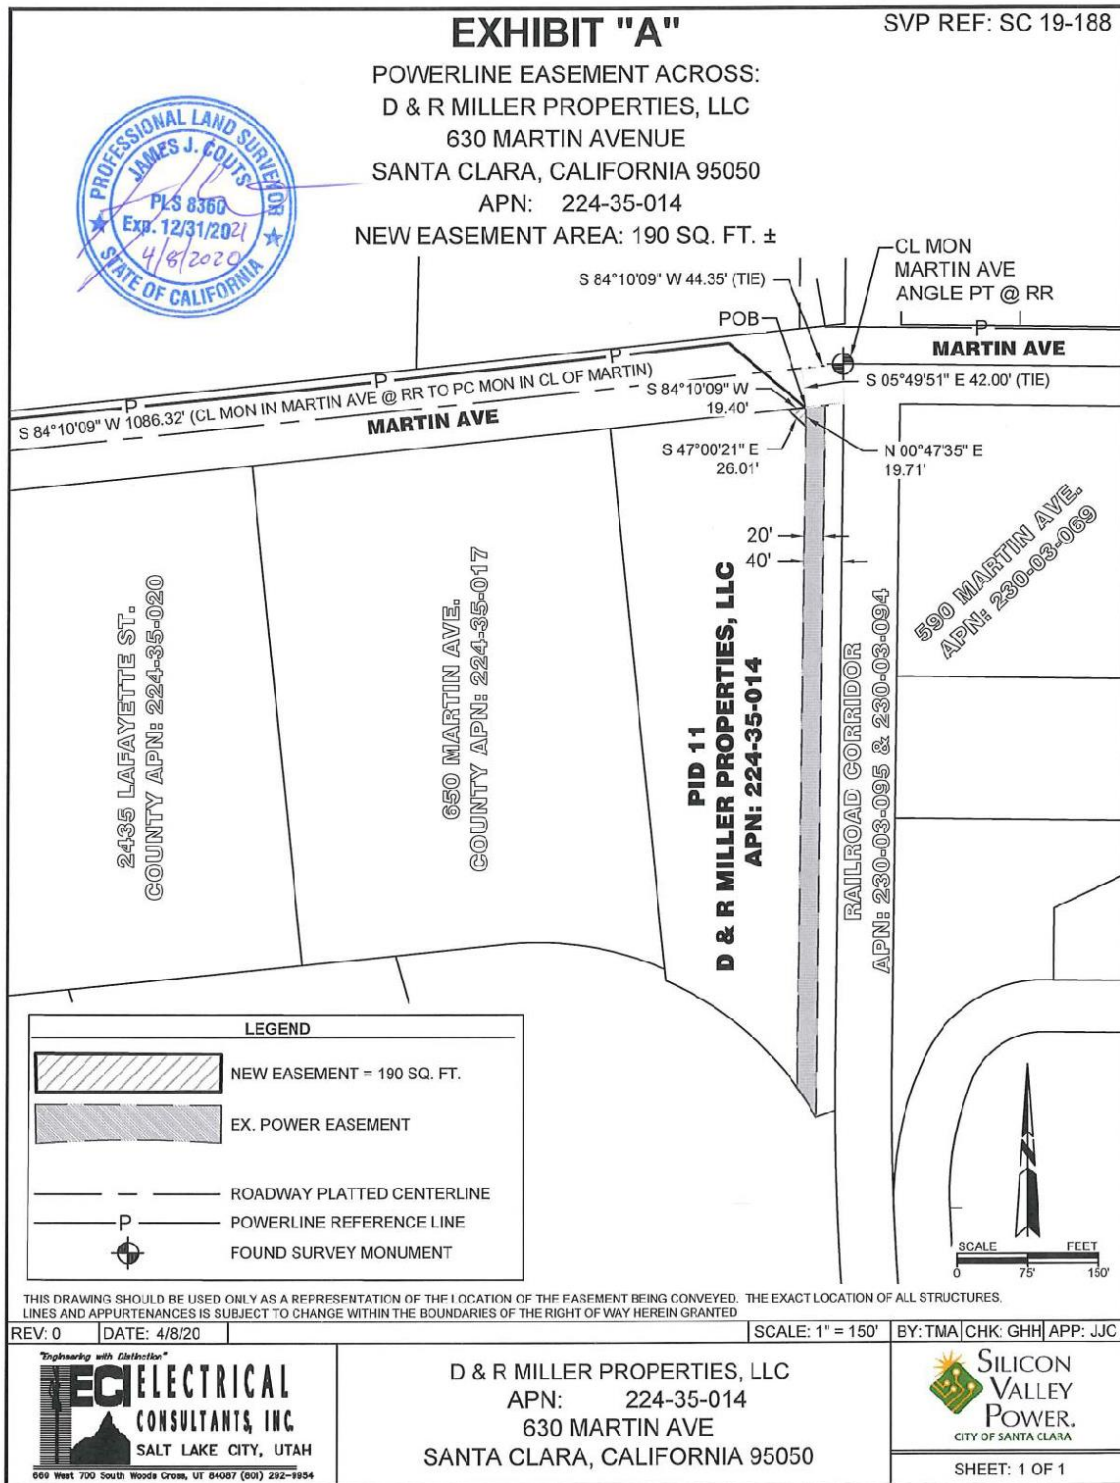 EXHIBIT "A"
SVP REF: SC 19-188
POWERLINE EASEMENT ACROSS:
D & R MILLER PROPERTIES, LLC
630 MARTIN AVENUE
SANTA CLARA, CALIFORNIA 95050
APN: 224-35-014
NEW EASEMENT AREA: 190 SQ. FT. ±
PROFESSIONAL LAND SURVEYOR
JAMES J. COUTS
PLS 8360
Exp. 12/31/2021
4/8/2020
STATE OF CALIFORNIA
CL MON
MARTIN AVE
ANGLE PT @ RR
S 84°10'09" W 44.35' (TIE)
POB
P
MARTIN AVE
P
P
P
S 05°49'51" E 42.00' (TIE)
S 84°10'09" W 1086.32' (CL MON IN MARTIN AVE @ RR TO PC MON IN CL OF MARTIN)
MARTIN AVE
S 84°10'09" W
19.40'
S 47°00'21" E
26.01'
N 00°47'35" E
19.71'
20'
40'
2435 LAFAYETTE ST.
COUNTY APN: 224-35-020
650 MARTIN AVE.
COUNTY APN: 224-35-017
PID 11
D & R MILLER PROPERTIES, LLC
APN: 224-35-014
RAILROAD CORRIDOR
APN: 230-03-095 & 230-03-094
590 MARTIN AVE.
APN: 230-03-069
LEGEND
NEW EASEMENT = 190 SQ. FT.
EX. POWER EASEMENT
ROADWAY PLATTED CENTERLINE
P
POWERLINE REFERENCE LINE
FOUND SURVEY MONUMENT
N
SCALE FEET
0 75' 150'
THIS DRAWING SHOULD BE USED ONLY AS A REPRESENTATION OF THE LOCATION OF THE EASEMENT BEING CONVEYED. THE EXACT LOCATION OF ALL STRUCTURES,
LINES AND APPURTENANCES IS SUBJECT TO CHANGE WITHIN THE BOUNDARIES OF THE RIGHT OF WAY HEREIN GRANTED
REV: 0 DATE: 4/8/20 SCALE: 1" = 150' BY: TMA CHK: GHH APP: JJC
"Engineering with Distinction"
ECI ELECTRICAL
CONSULTANTS, INC.
SALT LAKE CITY, UTAH
660 West 700 South Woods Cross, UT 84087 (801) 292-9954
D & R MILLER PROPERTIES, LLC
APN: 224-35-014
630 MARTIN AVE
SANTA CLARA, CALIFORNIA 95050
SILICON
VALLEY
POWER.
CITY OF SANTA CLARA
SHEET: 1 OF 1